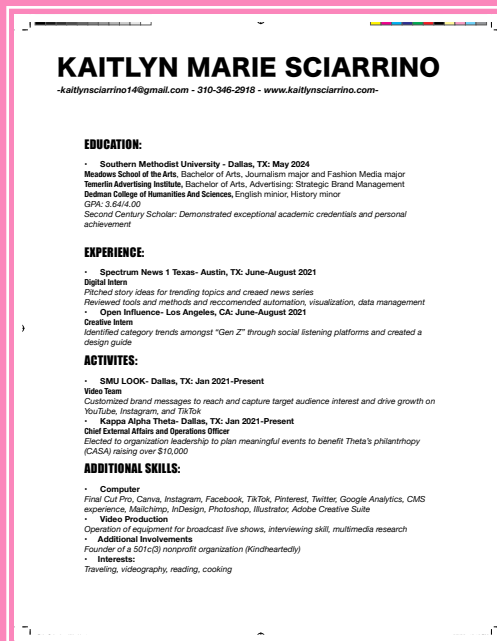 KAITLYN MARIE SCIARRINO
-kaitlynsciarrino14@gmail.com - 310-346-2918 - www.kaitlynsciarrino.com-
EDUCATION:
• Southern Methodist University - Dallas, TX: May 2024
Meadows School of the Arts, Bachelor of Arts, Journalism major and Fashion Media major
Temerlin Advertising Institute, Bachelor of Arts, Advertising: Strategic Brand Management
Dedman College of Humanities And Sciences, English minior, History minor
GPA: 3.64/4.00
Second Century Scholar: Demonstrated exceptional academic credentials and personal
achievement
EXPERIENCE:
• Spectrum News 1 Texas- Austin, TX: June-August 2021
Digital Intern
Pitched story ideas for trending topics and creaed news series
Reviewed tools and methods and reccomended automation, visualization, data management
• Open Influence- Los Angeles, CA: June-August 2021
Creative Intern
Identified category trends amongst "Gen Z" through social listening platforms and created a
design guide
ACTIVITES:
• SMU LOOK- Dallas, TX: Jan 2021-Present
Video Team
Customized brand messages to reach and capture target audience interest and drive growth on
YouTube, Instagram, and TikTok
• Kappa Alpha Theta- Dallas, TX: Jan 2021-Present
Chief External Affairs and Operations Officer
Elected to organization leadership to plan meaningful events to benefit Theta's philantrhopy
(CASA) raising over $10,000
ADDITIONAL SKILLS:
• Computer
Final Cut Pro, Canva, Instagram, Facebook, TikTok, Pinterest, Twitter, Google Analytics, CMS
experience, Mailchimp, InDesign, Photoshop, Illustrator, Adobe Creative Suite
• Video Production
Operation of equipment for broadcast live shows, interviewing skill, multimedia research
• Additional Involvements
Founder of a 501c(3) nonprofit organization (Kindheartedly)
• Interests:
Traveling, videography, reading, cooking